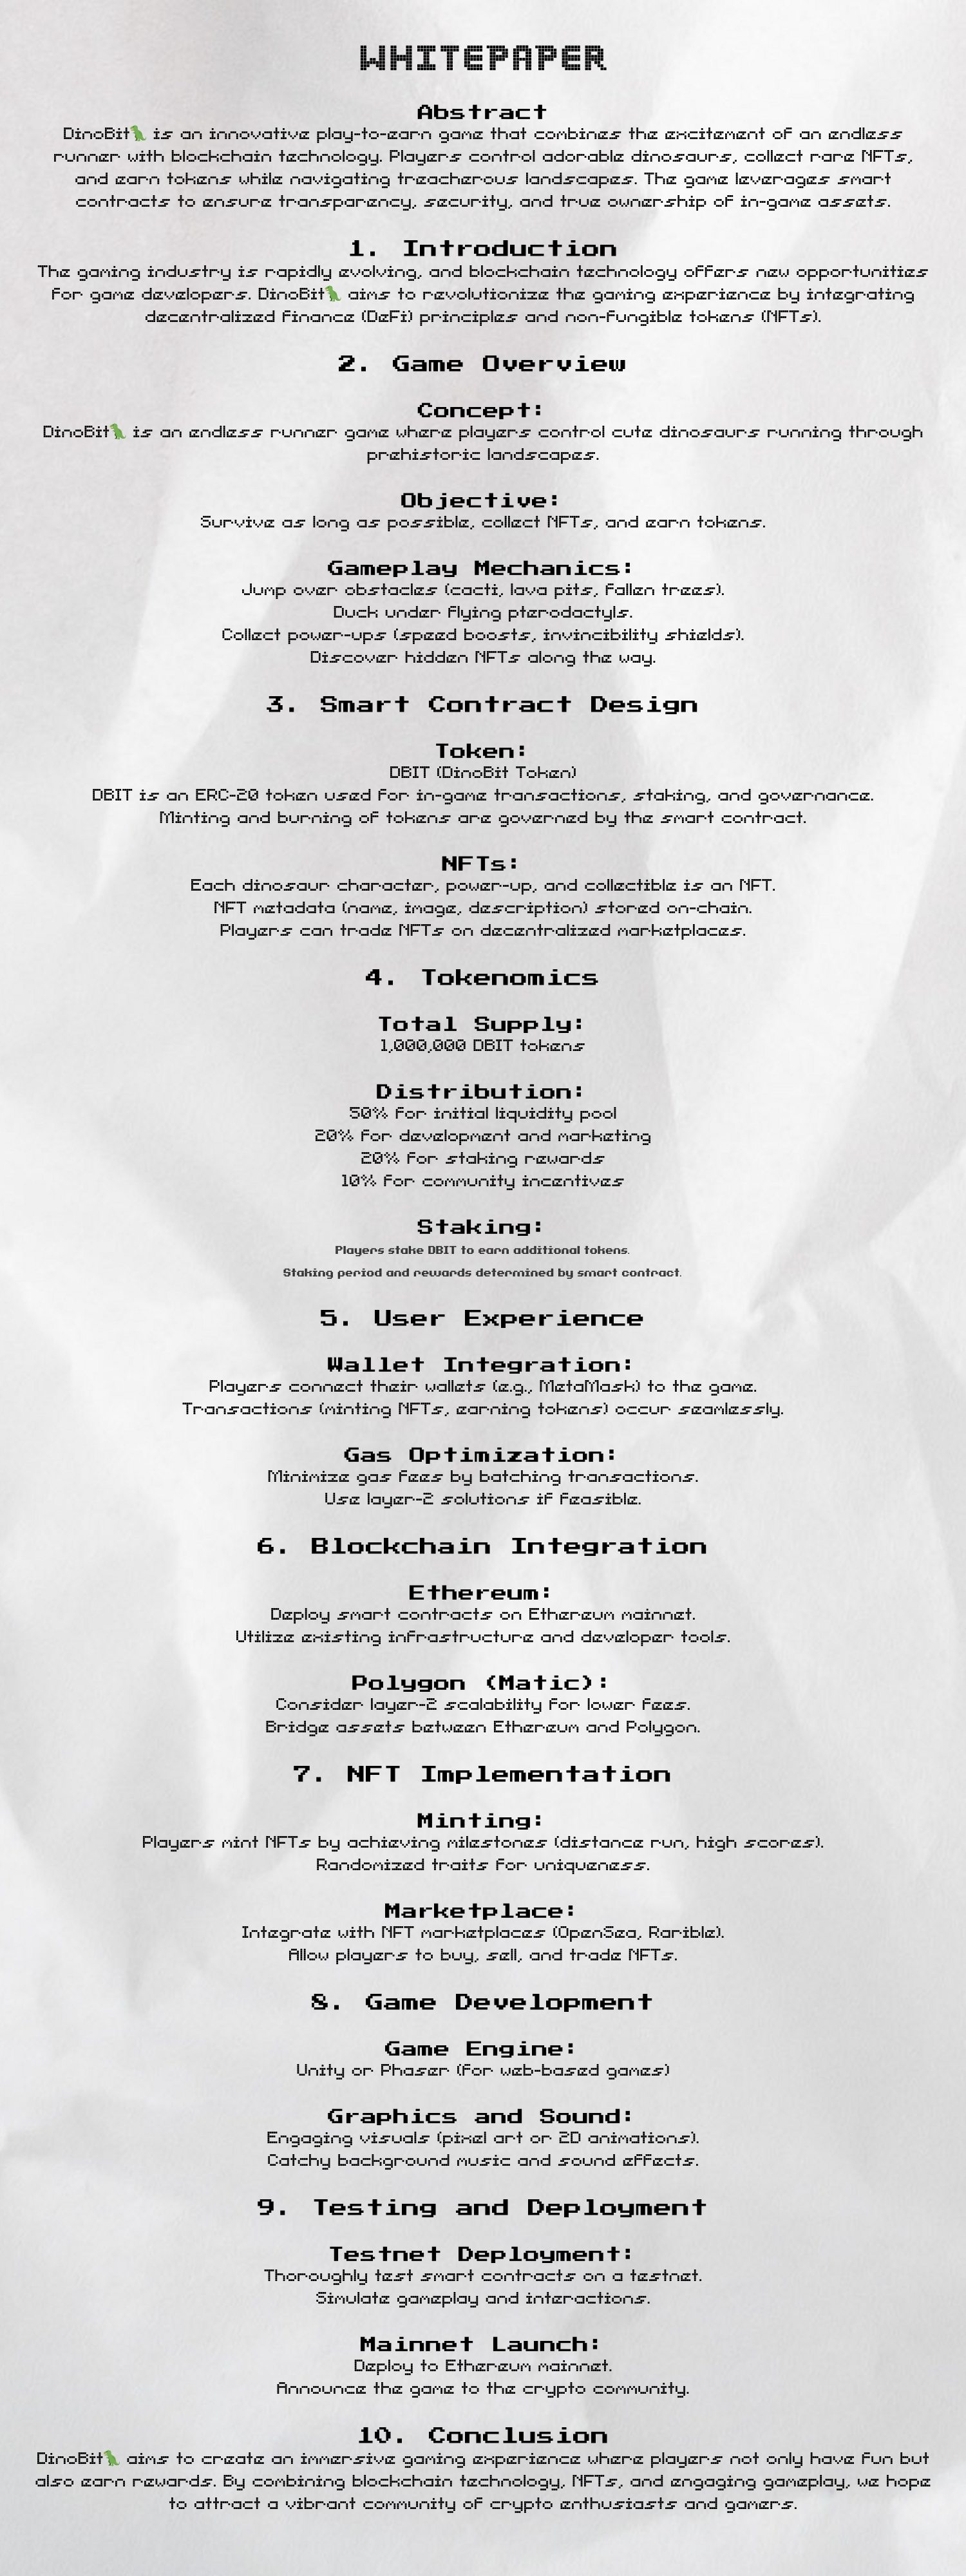 WHITEPAPER
Abstract
DinoBit🦖 is an innovative play-to-earn game that combines the excitement of an endless
runner with blockchain technology. Players control adorable dinosaurs, collect rare NFTs,
and earn tokens while navigating treacherous landscapes. The game leverages smart
contracts to ensure transparency, security, and true ownership of in-game assets.
1. Introduction
The gaming industry is rapidly evolving, and blockchain technology offers new opportunities
for game developers. DinoBit🦖 aims to revolutionize the gaming experience by integrating
decentralized finance (DeFi) principles and non-fungible tokens (NFTs).
2. Game Overview
Concept:
DinoBit🦖 is an endless runner game where players control cute dinosaurs running through
prehistoric landscapes.
Objective:
Survive as long as possible, collect NFTs, and earn tokens.
Gameplay Mechanics:
Jump over obstacles (cacti, lava pits, fallen trees).
Duck under flying pterodactyls.
Collect power-ups (speed boosts, invincibility shields).
Discover hidden NFTs along the way.
3. Smart Contract Design
Token:
DBIT (DinoBit Token)
DBIT is an ERC-20 token used for in-game transactions, staking, and governance.
Minting and burning of tokens are governed by the smart contract.
NFTs:
Each dinosaur character, power-up, and collectible is an NFT.
NFT metadata (name, image, description) stored on-chain.
Players can trade NFTs on decentralized marketplaces.
4. Tokenomics
Total Supply:
1,000,000 DBIT tokens
Distribution:
50% for initial liquidity pool
20% for development and marketing
20% for staking rewards
10% for community incentives
Staking:
Players stake DBIT to earn additional tokens.
Staking period and rewards determined by smart contract.
5. User Experience
Wallet Integration:
Players connect their wallets (e.g., MetaMask) to the game.
Transactions (minting NFTs, earning tokens) occur seamlessly.
Gas Optimization:
Minimize gas fees by batching transactions.
Use layer-2 solutions if feasible.
6. Blockchain Integration
Ethereum:
Deploy smart contracts on Ethereum mainnet.
Utilize existing infrastructure and developer tools.
Polygon (Matic):
Consider layer-2 scalability for lower fees.
Bridge assets between Ethereum and Polygon.
7. NFT Implementation
Minting:
Players mint NFTs by achieving milestones (distance run, high scores).
Randomized traits for uniqueness.
Marketplace:
Integrate with NFT marketplaces (OpenSea, Rarible).
Allow players to buy, sell, and trade NFTs.
8. Game Development
Game Engine:
Unity or Phaser (for web-based games)
Graphics and Sound:
Engaging visuals (pixel art or 2D animations).
Catchy background music and sound effects.
9. Testing and Deployment
Testnet Deployment:
Thoroughly test smart contracts on a testnet.
Simulate gameplay and interactions.
Mainnet Launch:
Deploy to Ethereum mainnet.
Announce the game to the crypto community.
10. Conclusion
DinoBit🦖 aims to create an immersive gaming experience where players not only have fun but
also earn rewards. By combining blockchain technology, NFTs, and engaging gameplay, we hope
to attract a vibrant community of crypto enthusiasts and gamers.